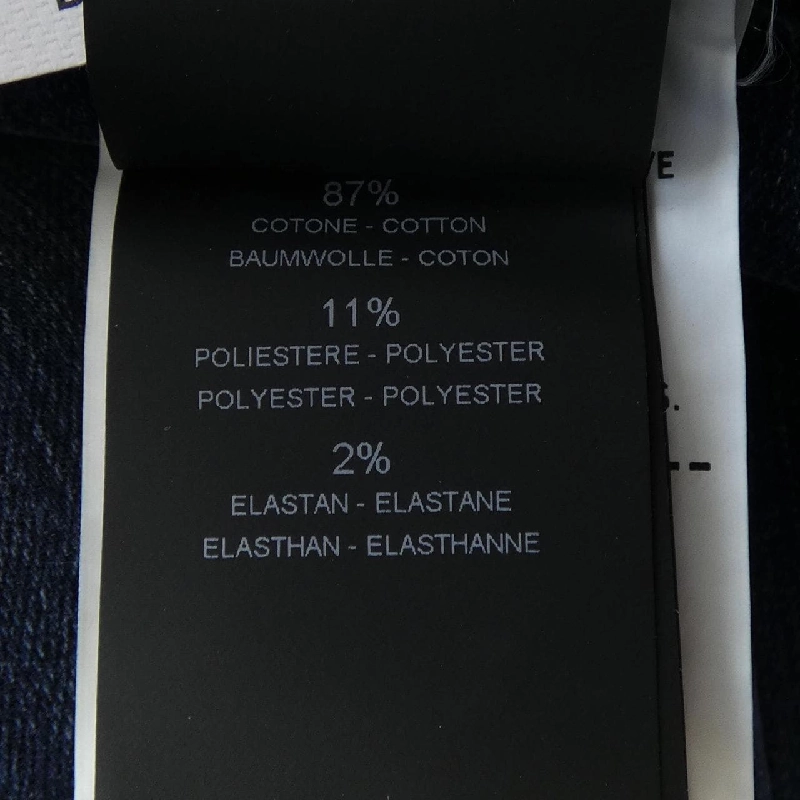 87%
COTONE - COTTON
BAUMWOLLE - COTON
11%
POLIESTERE - POLYESTER
POLYESTER - POLYESTER
2%
ELASTAN - ELASTANE
ELASTHAN - ELASTHANNE